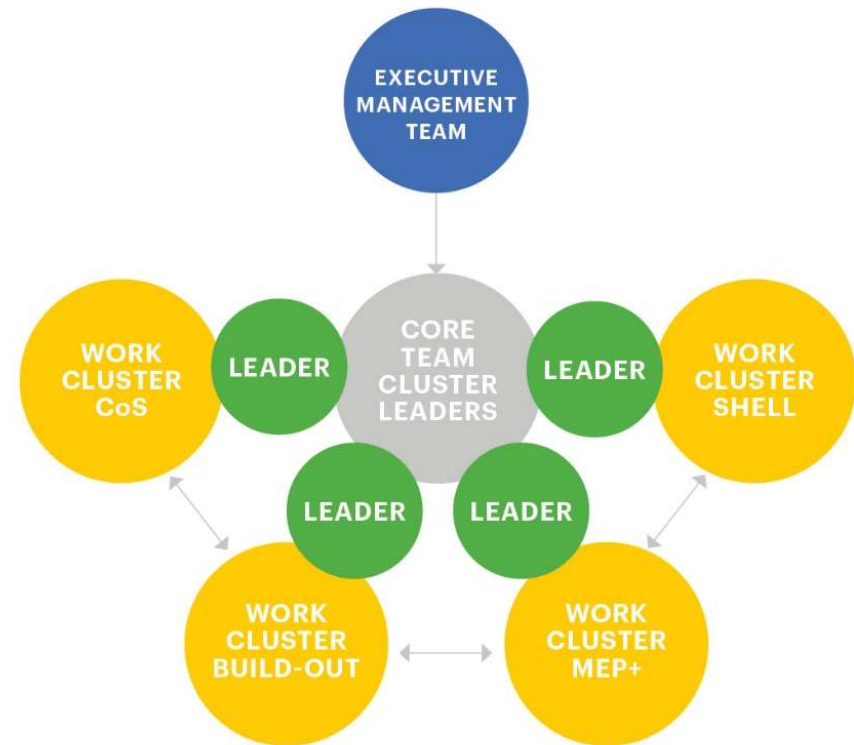 EXECUTIVE
MANAGEMENT
TEAM
CORE
TEAM
CLUSTER
LEADERS
WORK
CLUSTER
CoS
LEADER
LEADER
WORK
CLUSTER
SHELL
LEADER
LEADER
WORK
CLUSTER
BUILD-OUT
WORK
CLUSTER
MEP+